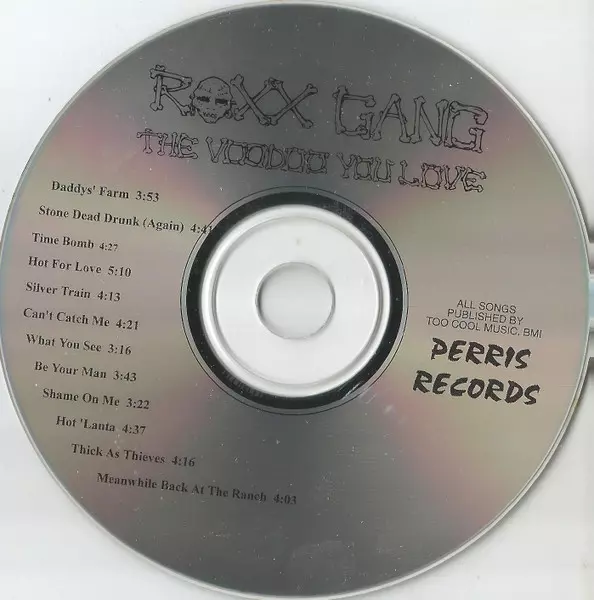 ROXX GANG
THE VOODOO YOU LOVE
Daddys' Farm 3:53
Stone Dead Drunk (Again) 4:41
Time Bomb 4:27
Hot For Love 5:10
Silver Train 4:13
Can't Catch Me 4:21
What You See 3:16
Be Your Man 3:43
Shame On Me 3:22
Hot 'Lanta 4:37
Thick As Thieves 4:16
Meanwhile Back At The Ranch 4:03
ALL SONGS
PUBLISHED BY
TOO COOL MUSIC, BMI
PERRIS
RECORDS